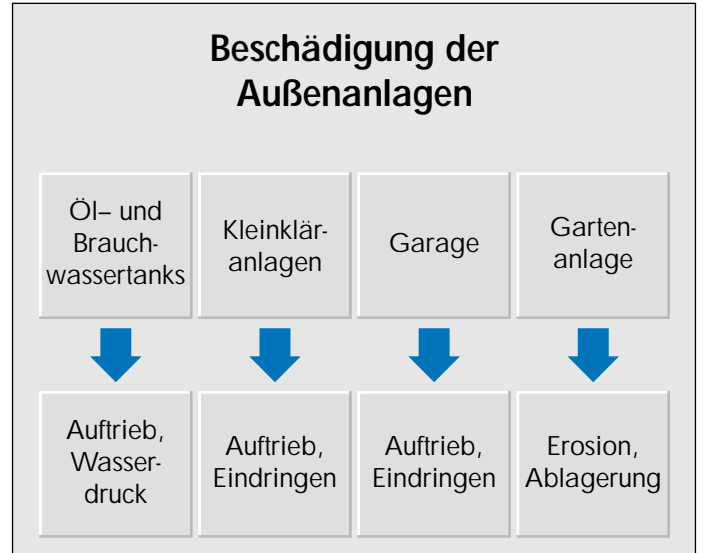 Beschädigung der
Außenanlagen
Öl– und
Brauch-
wassertanks
Kleinklär-
anlagen
Garage
Garten-
anlage
Auftrieb,
Wasser-
druck
Auftrieb,
Eindringen
Auftrieb,
Eindringen
Erosion,
Ablagerung